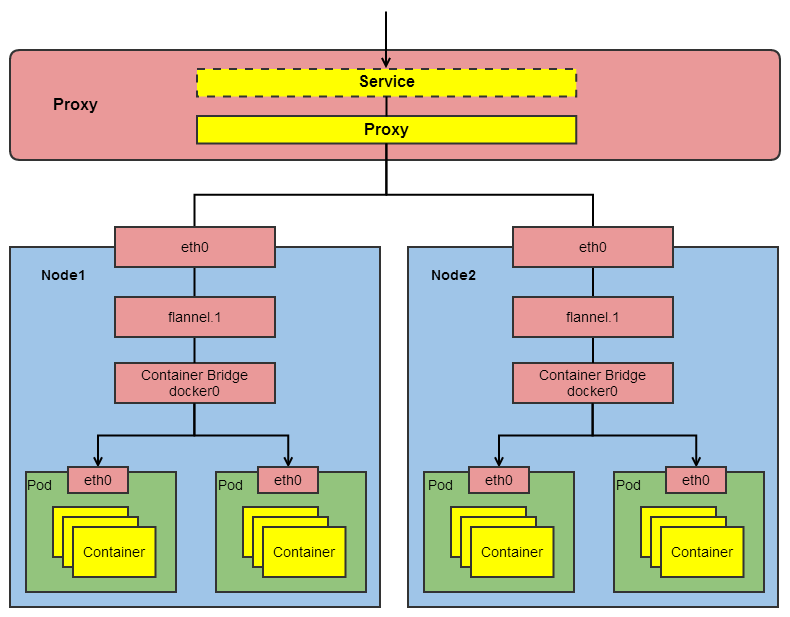 Service
Proxy
Proxy
eth0
Node1
flannel.1
Container Bridge
docker0
Pod
eth0
Container
Pod
eth0
Container
eth0
Node2
flannel.1
Container Bridge
docker0
Pod
eth0
Container
Pod
eth0
Container